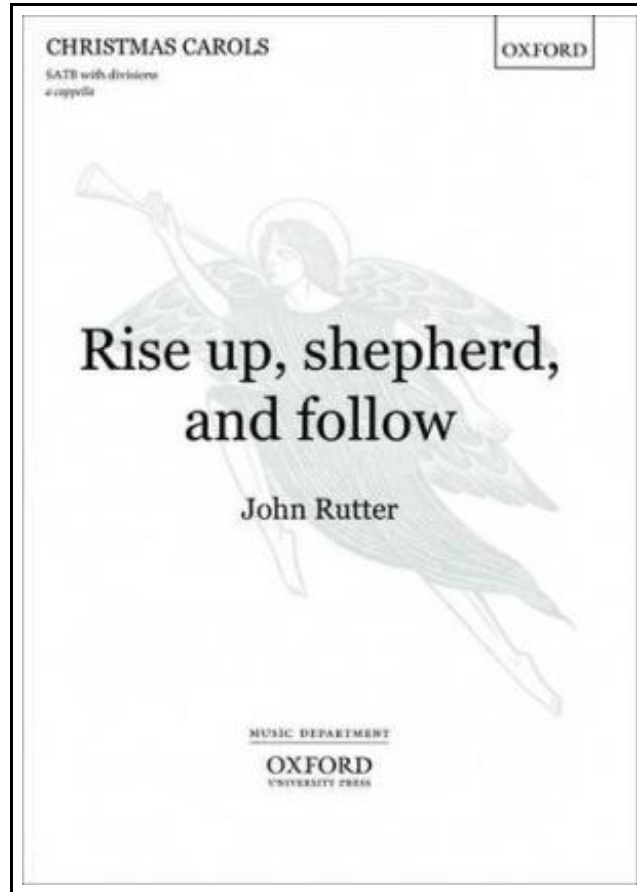 CHRISTMAS CAROLS
SATB with divisions
a cappella
OXFORD
Rise up, shepherd,
and follow
John Rutter
MUSIC DEPARTMENT
OXFORD
UNIVERSITY PRESS